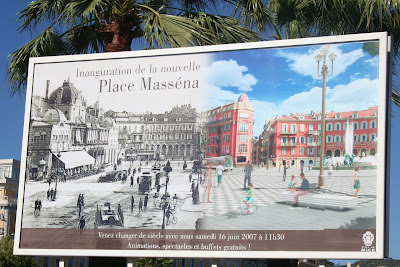 Inauguration de la nouvelle
Place Masséna
Venez changer de siècle avec nous samedi 16 juin 2007 à 11h30
Animations, spectacles et buffets gratuits !
NICE